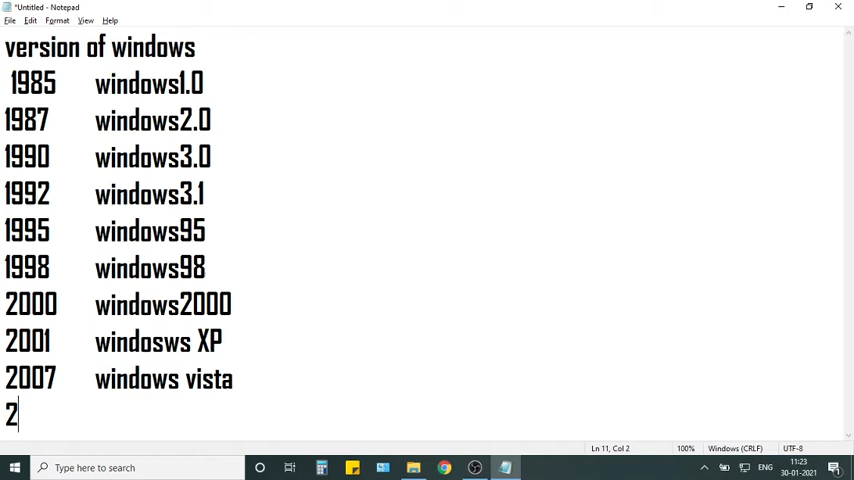 *Untitled - Notepad
File Edit Format View Help
version of windows
1985 windows1.0
1987 windows2.0
1990 windows3.0
1992 windows3.1
1995 windows95
1998 windows98
2000 windows2000
2001 windosws XP
2007 windows vista
2
Ln 11, Col 2 100% Windows (CRLF) UTF-8
Type here to search ENG 11:23
30-01-2021 1